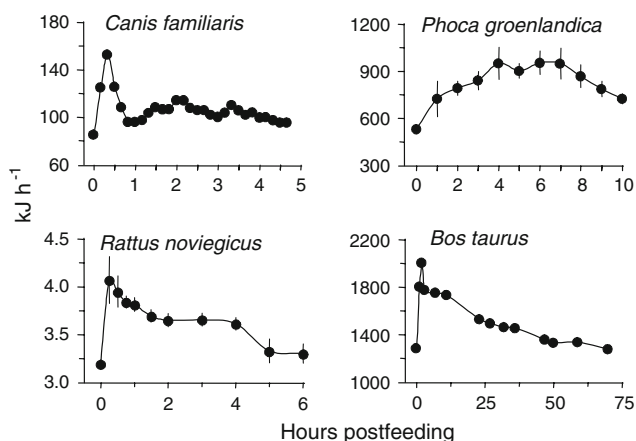 Canis familiaris
180
140
100
60
0 1 2 3 4 5
Phoca groenlandica
1200
900
600
300
0 2 4 6 8 10
kJ h⁻¹
Rattus noviegicus
4.5
4.0
3.5
3.0
0 2 4 6
Bos taurus
2200
1800
1400
1000
0 25 50 75
Hours postfeeding